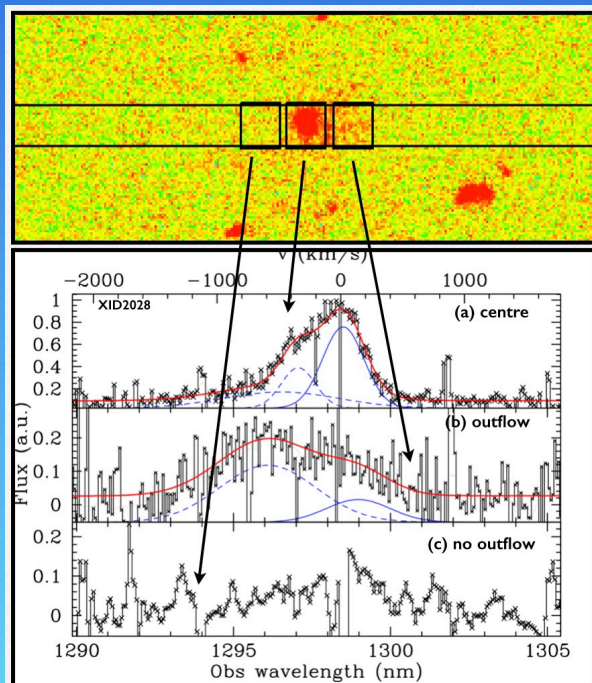 V (km/s)
−2000 −1000 0 1000
XID2028
(a) centre
1
0.8
0.6
0.4
0.2
(b) outflow
0.2
0.1
0
Flux (a.u.)
(c) no outflow
0.2
0.1
0
1290 1295 1300 1305
Obs wavelength (nm)